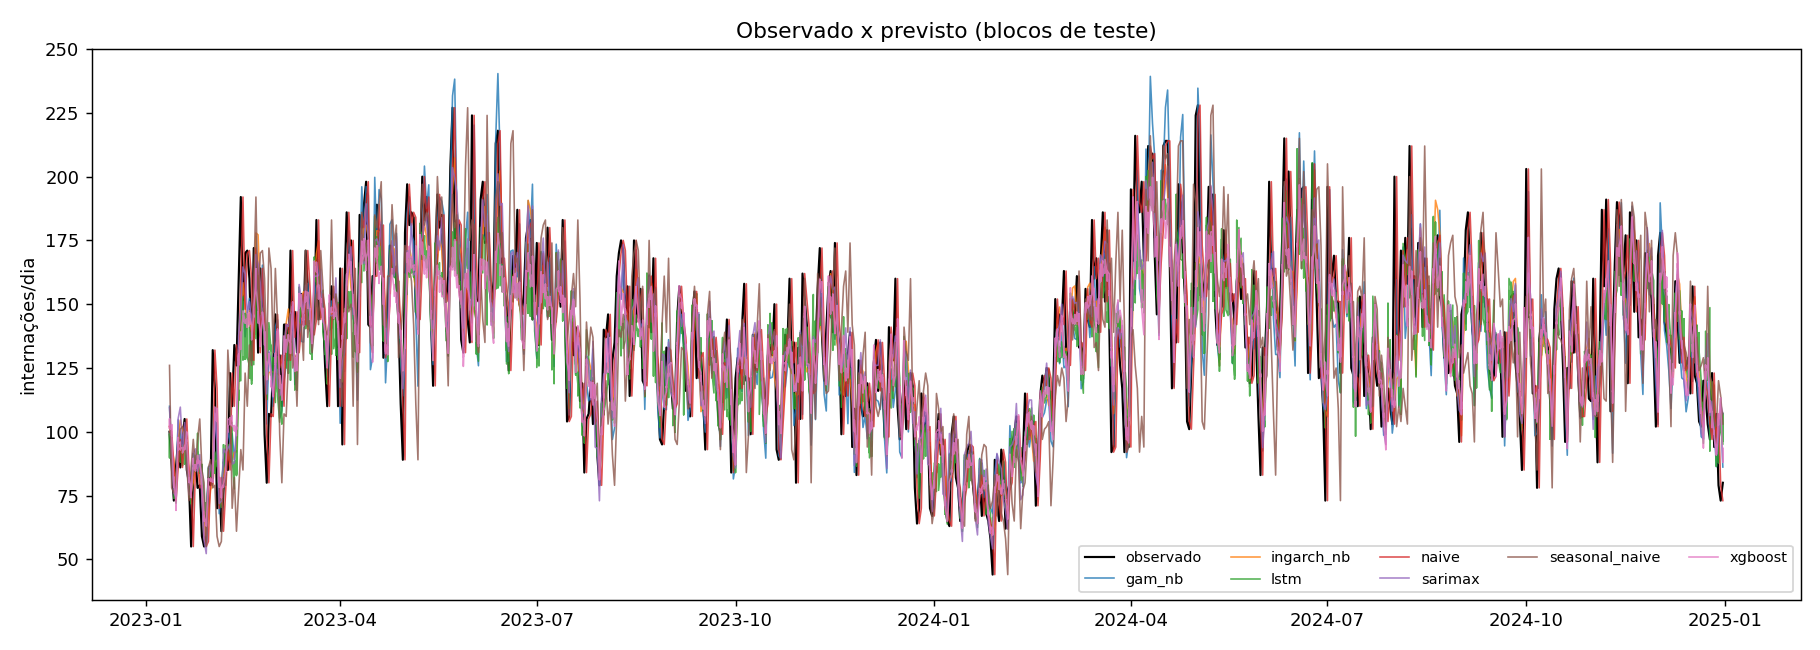 Observado x previsto (blocos de teste)
internações/dia
250
225
200
175
150
125
100
75
50
2023-01 2023-04 2023-07 2023-10 2024-01 2024-04 2024-07 2024-10 2025-01
observado ingarch_nb naive seasonal_naive xgboost
gam_nb lstm sarimax